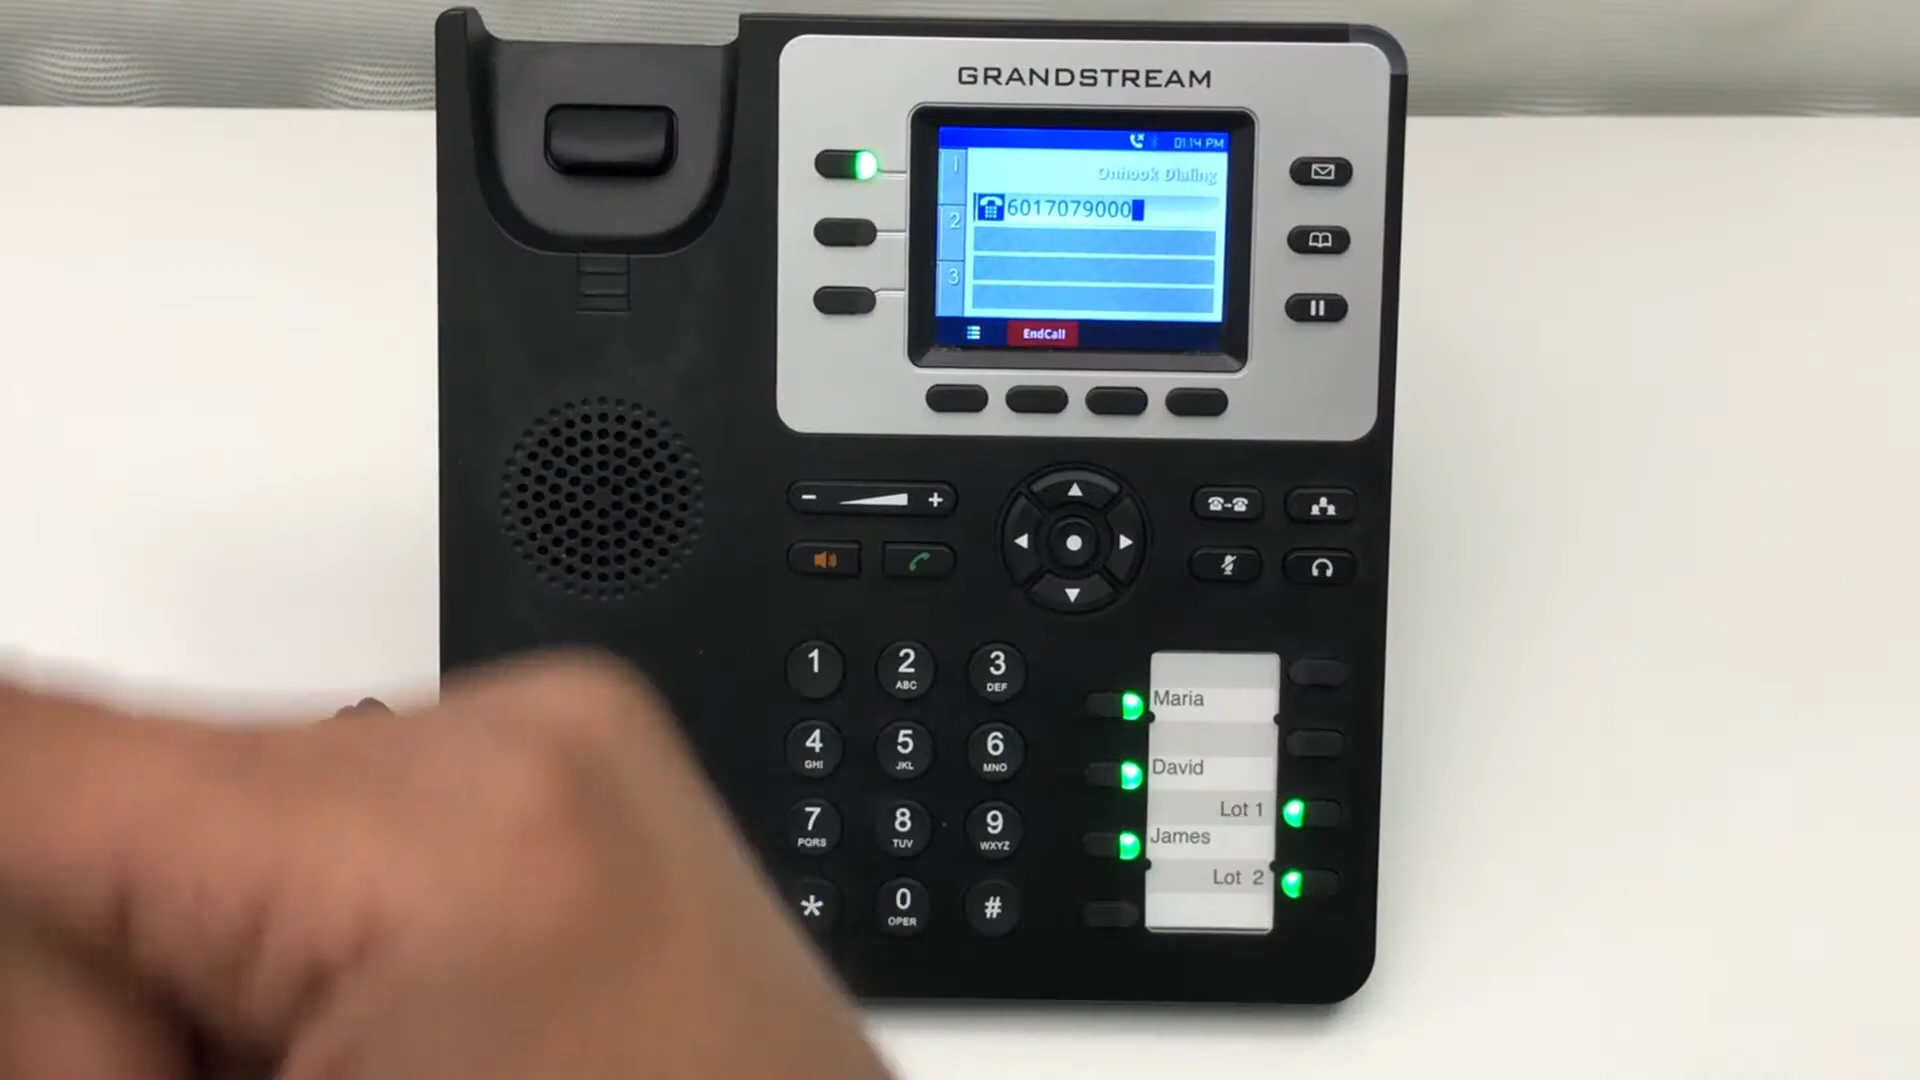 GRANDSTREAM
01:14 PM
1
Onhook Dialing
6017079000
2
3
EndCall
- +
1 2 3
ABC DEF
4 5 6
GHI JKL MNO
7 8 9
PQRS TUV WXYZ
* 0 #
OPER
Maria
David
Lot 1
James
Lot 2